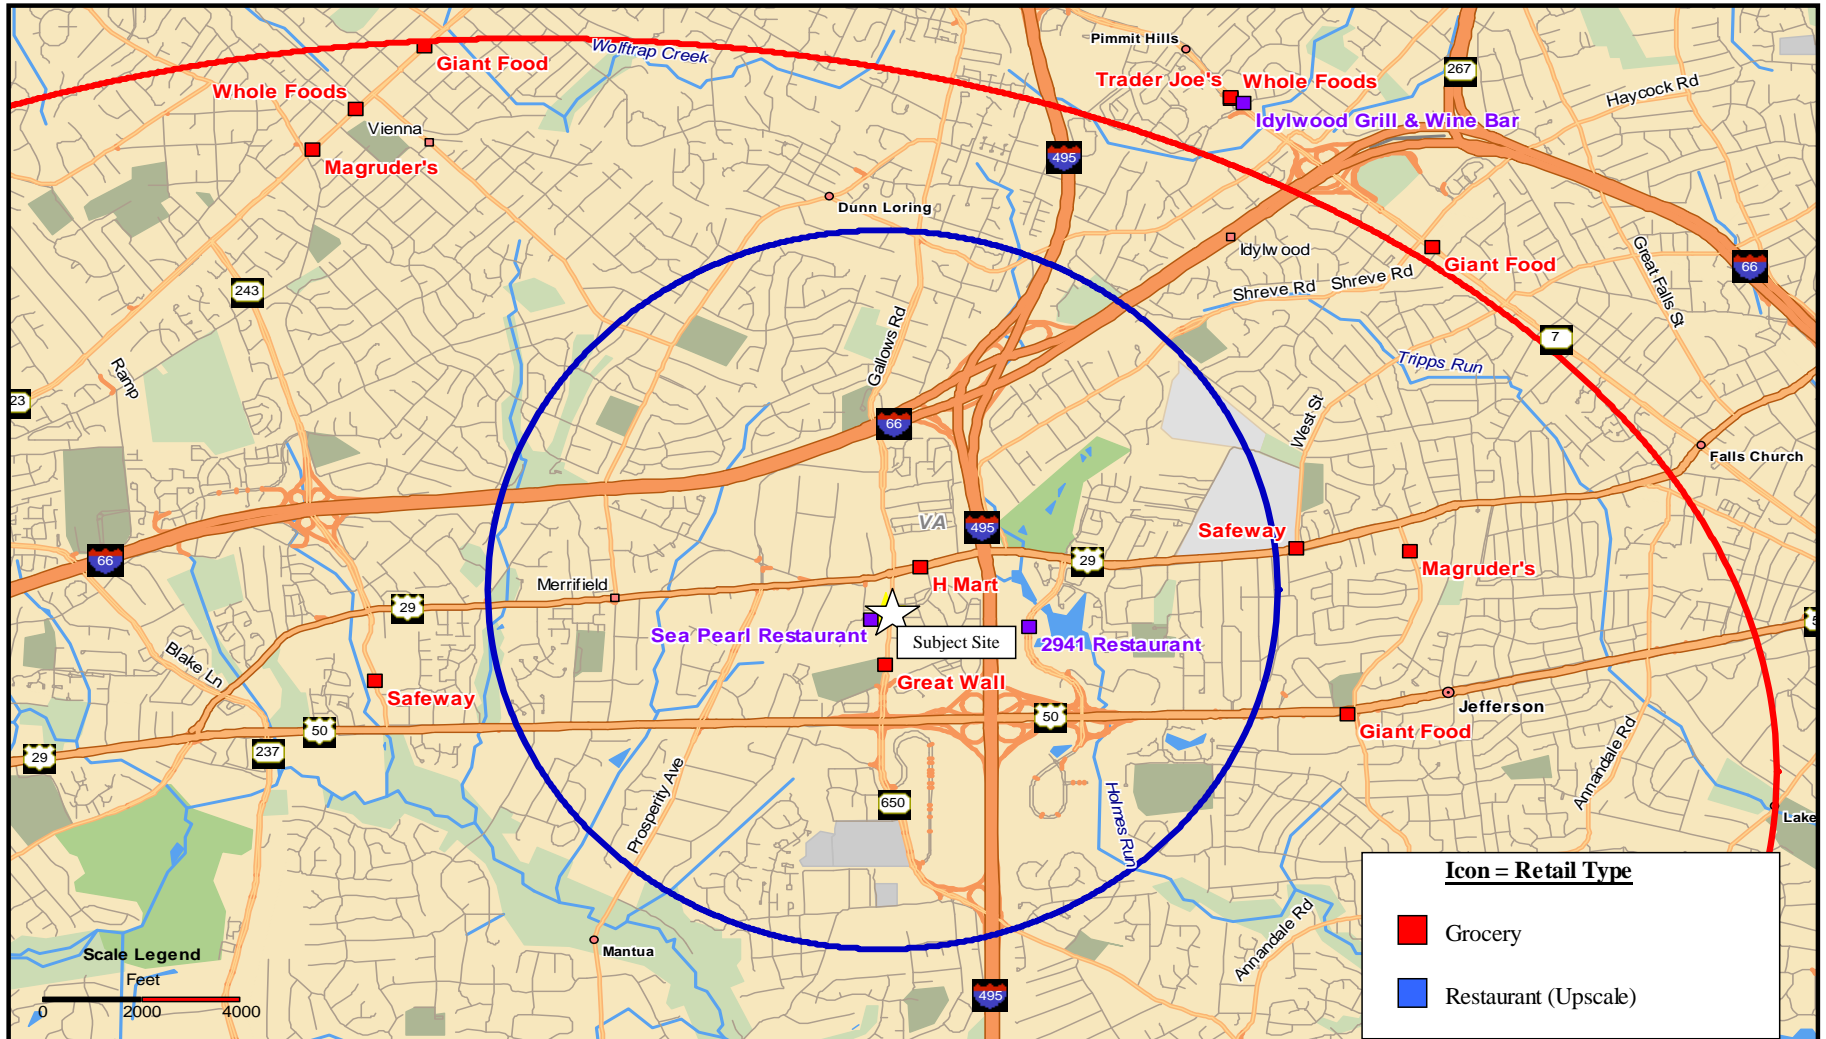 Wolftrap Creek
Pimmit Hills
Giant Food
267
Trader Joe's
Whole Foods
Whole Foods
Haycock Rd
Idylwood Grill & Wine Bar
Vienna
Magruder's
495
Dunn Loring
Idylwood
Giant Food
Great Falls St
66
Shreve Rd
Shreve Rd
243
7
Gallows Rd
Tripps Run
Ramp
23
66
West St
Falls Church
VA
495
Safeway
66
29
Magruder's
H Mart
Merrifield
29
Sea Pearl Restaurant
Subject Site
2941 Restaurant
5
Blake Ln
Great Wall
Safeway
Jefferson
50
50
Giant Food
29
237
Annandale Rd
Prosperity Ave
650
Holmes Run
Lake
Icon = Retail Type
Grocery
Restaurant (Upscale)
Annandale Rd
Mantua
Scale Legend
Feet
0 2000 4000
495